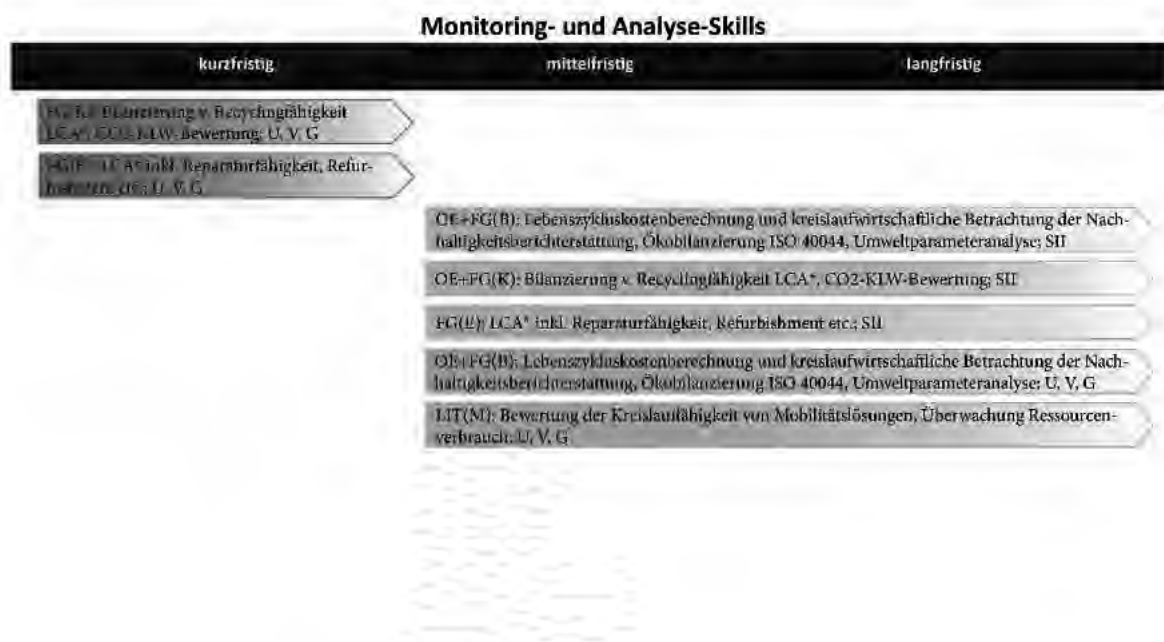 Monitoring- und Analyse-Skills
kurzfristig mittelfristig langfristig
Bilanzierung v. Recyclingfähigkeit
LCA*, CO2-KLW-Bewertung; U, V, G
LCA* inkl. Reparaturfähigkeit, Refur-
etc.; U, V, G
OE+FG(B): Lebenszykluskostenberechnung und kreislaufwirtschaftliche Betrachtung der Nach-
haltigkeitsberichterstattung, Ökobilanzierung ISO 40044, Umweltparameteranalyse; SII
OE+FG(K): Bilanzierung v. Recyclingfähigkeit LCA*, CO2-KLW-Bewertung; SII
FG(E): LCA* inkl. Reparaturfähigkeit, Refurbishment etc.; SII
OE+FG(B): Lebenszykluskostenberechnung und kreislaufwirtschaftliche Betrachtung der Nach-
haltigkeitsberichterstattung, Ökobilanzierung ISO 40044, Umweltparameteranalyse; U, V, G
LIT(M): Bewertung der Kreislauffähigkeit von Mobilitätslösungen, Überwachung Ressourcen-
verbrauch; U, V, G